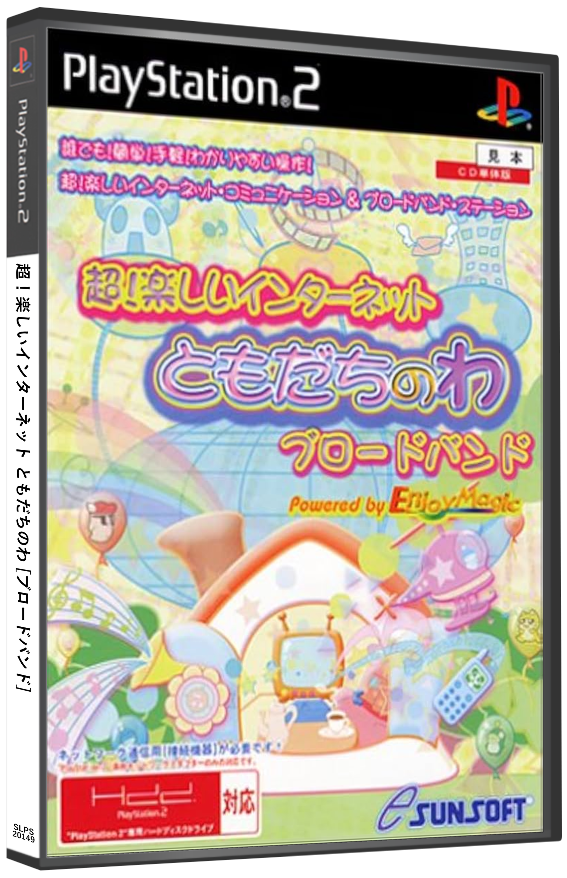 PlayStation®2
PlayStation®2
見本
CD単体版
誰でも!簡単!手軽!わかりやすい操作!
超!楽しいインターネット・コミュニケーション & ブロードバンド・ステーション
超!楽しいインターネット
ともだちのわ
ブロードバンド
Powered by EnjoyMagic
超!楽しいインターネット ともだちのわ [ブロードバンド]
ネットワーク通信用[接続機器]が必要です!
Hdd
PlayStation®2
対応
"PlayStation 2"専用ハードディスクドライブ
SUNSOFT®
SLPS
20149